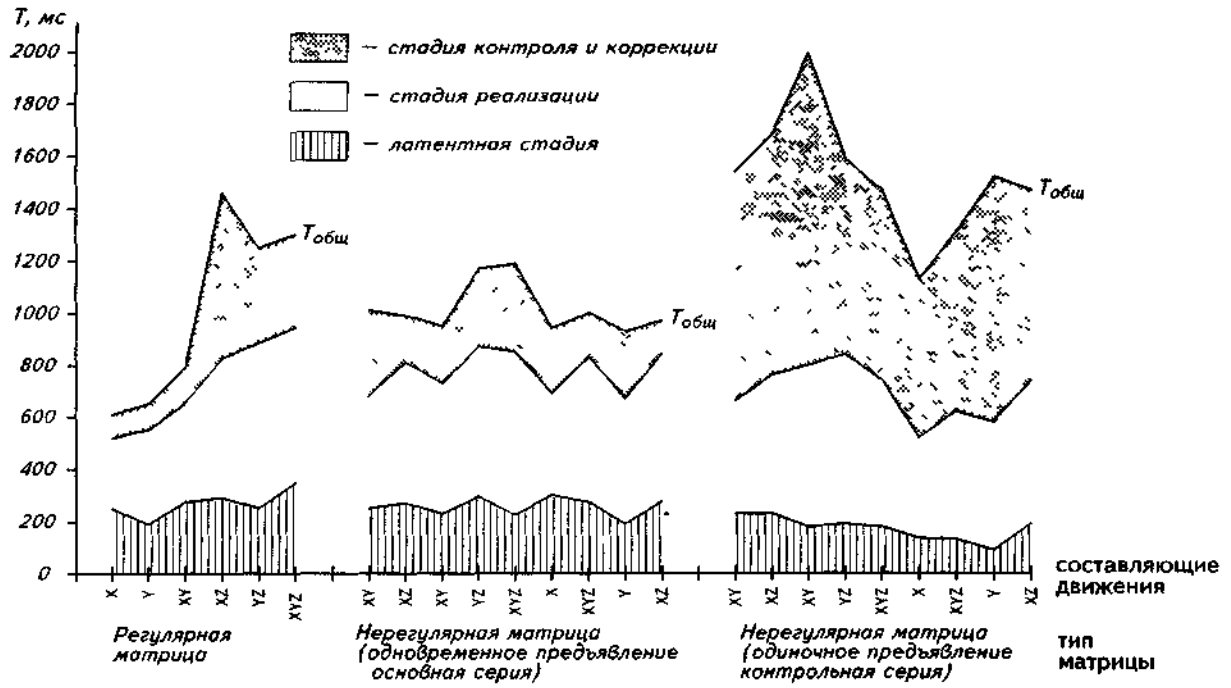 T, мс
2000
1800
1600
1400
1200
1000
800
600
400
200
0
– стадия контроля и коррекции
– стадия реализации
– латентная стадия
Tобщ
Tобщ
Tобщ
X Y XY XZ YZ XYZ
XY XZ XY YZ XYZ X XYZ Y XZ
XY XZ XY YZ XYZ X XYZ Y XZ
составляющие
движения
Регулярная
матрица
Нерегулярная матрица
(одновременное предъявление
основная серия)
Нерегулярная матрица
(одиночное предъявление
контрольная серия)
тип
матрицы